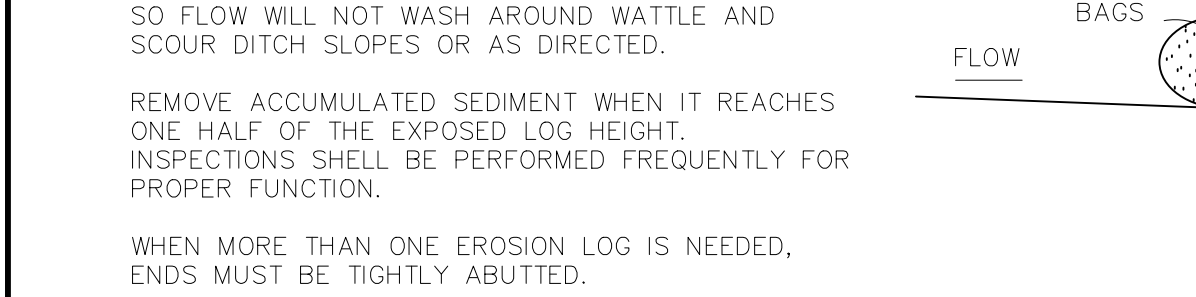 SO FLOW WILL NOT WASH AROUND WATTLE AND
SCOUR DITCH SLOPES OR AS DIRECTED.
REMOVE ACCUMULATED SEDIMENT WHEN IT REACHES
ONE HALF OF THE EXPOSED LOG HEIGHT.
INSPECTIONS SHELL BE PERFORMED FREQUENTLY FOR
PROPER FUNCTION.
WHEN MORE THAN ONE EROSION LOG IS NEEDED,
ENDS MUST BE TIGHTLY ABUTTED.
BAGS
FLOW